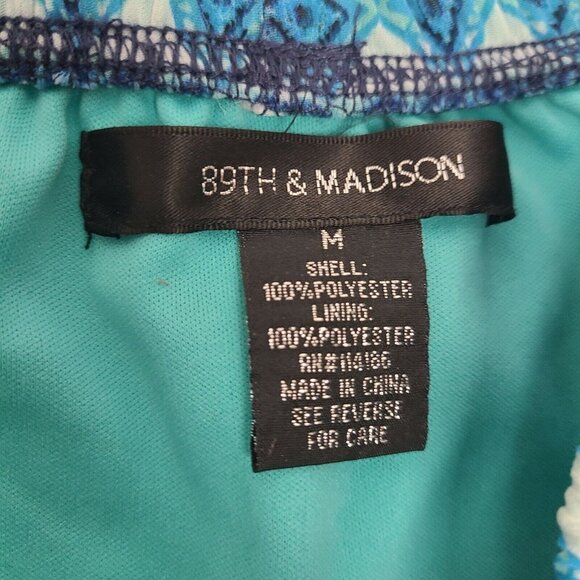 89TH & MADISON
M
SHELL:
100%POLYESTER
LINING:
100%POLYESTER
RN#114186
MADE IN CHINA
SEE REVERSE
FOR CARE